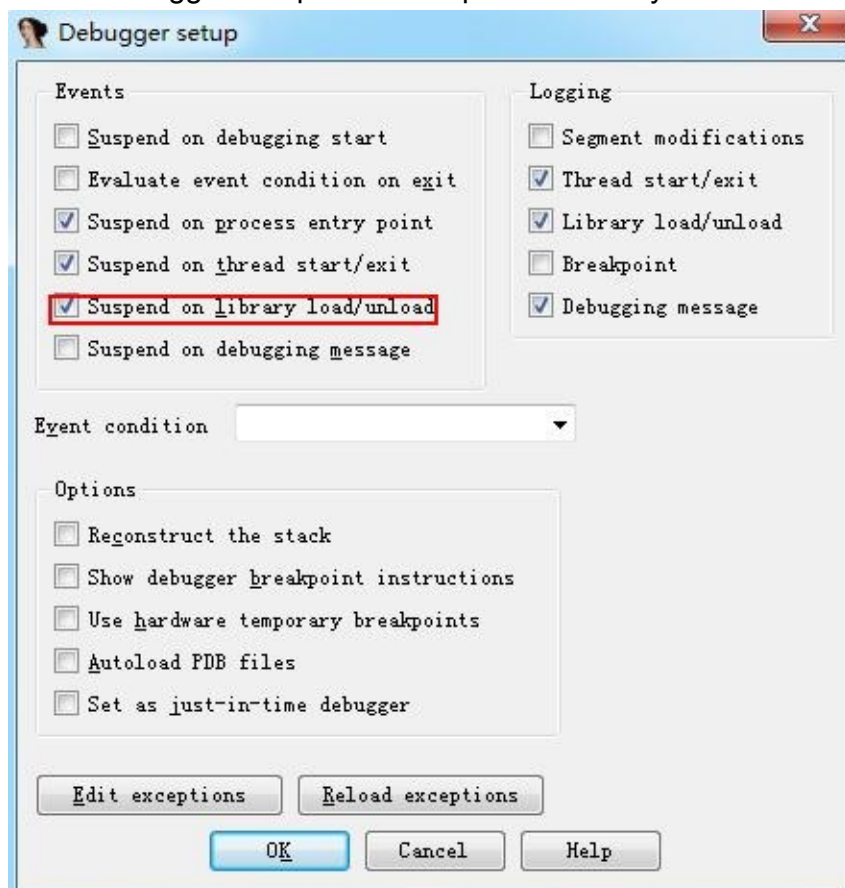 Debugger setup
Events
Suspend on debugging start
Evaluate event condition on exit
Suspend on process entry point
Suspend on thread start/exit
Suspend on library load/unload
Suspend on debugging message
Logging
Segment modifications
Thread start/exit
Library load/unload
Breakpoint
Debugging message
Event condition
Options
Reconstruct the stack
Show debugger breakpoint instructions
Use hardware temporary breakpoints
Autoload PDB files
Set as just-in-time debugger
Edit exceptions
Reload exceptions
OK
Cancel
Help